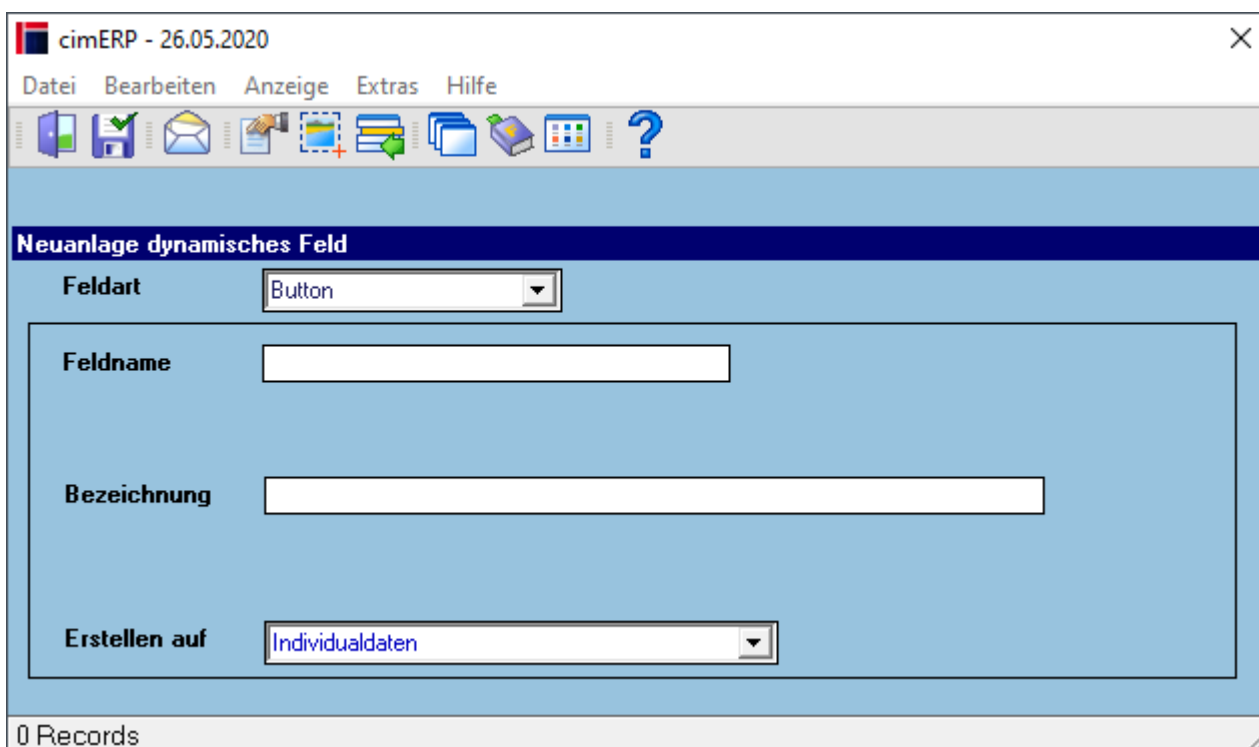 cimERP - 26.05.2020
Datei Bearbeiten Anzeige Extras Hilfe
Neuanlage dynamisches Feld
Feldart Button
Feldname
Bezeichnung
Erstellen auf Individualdaten
0 Records